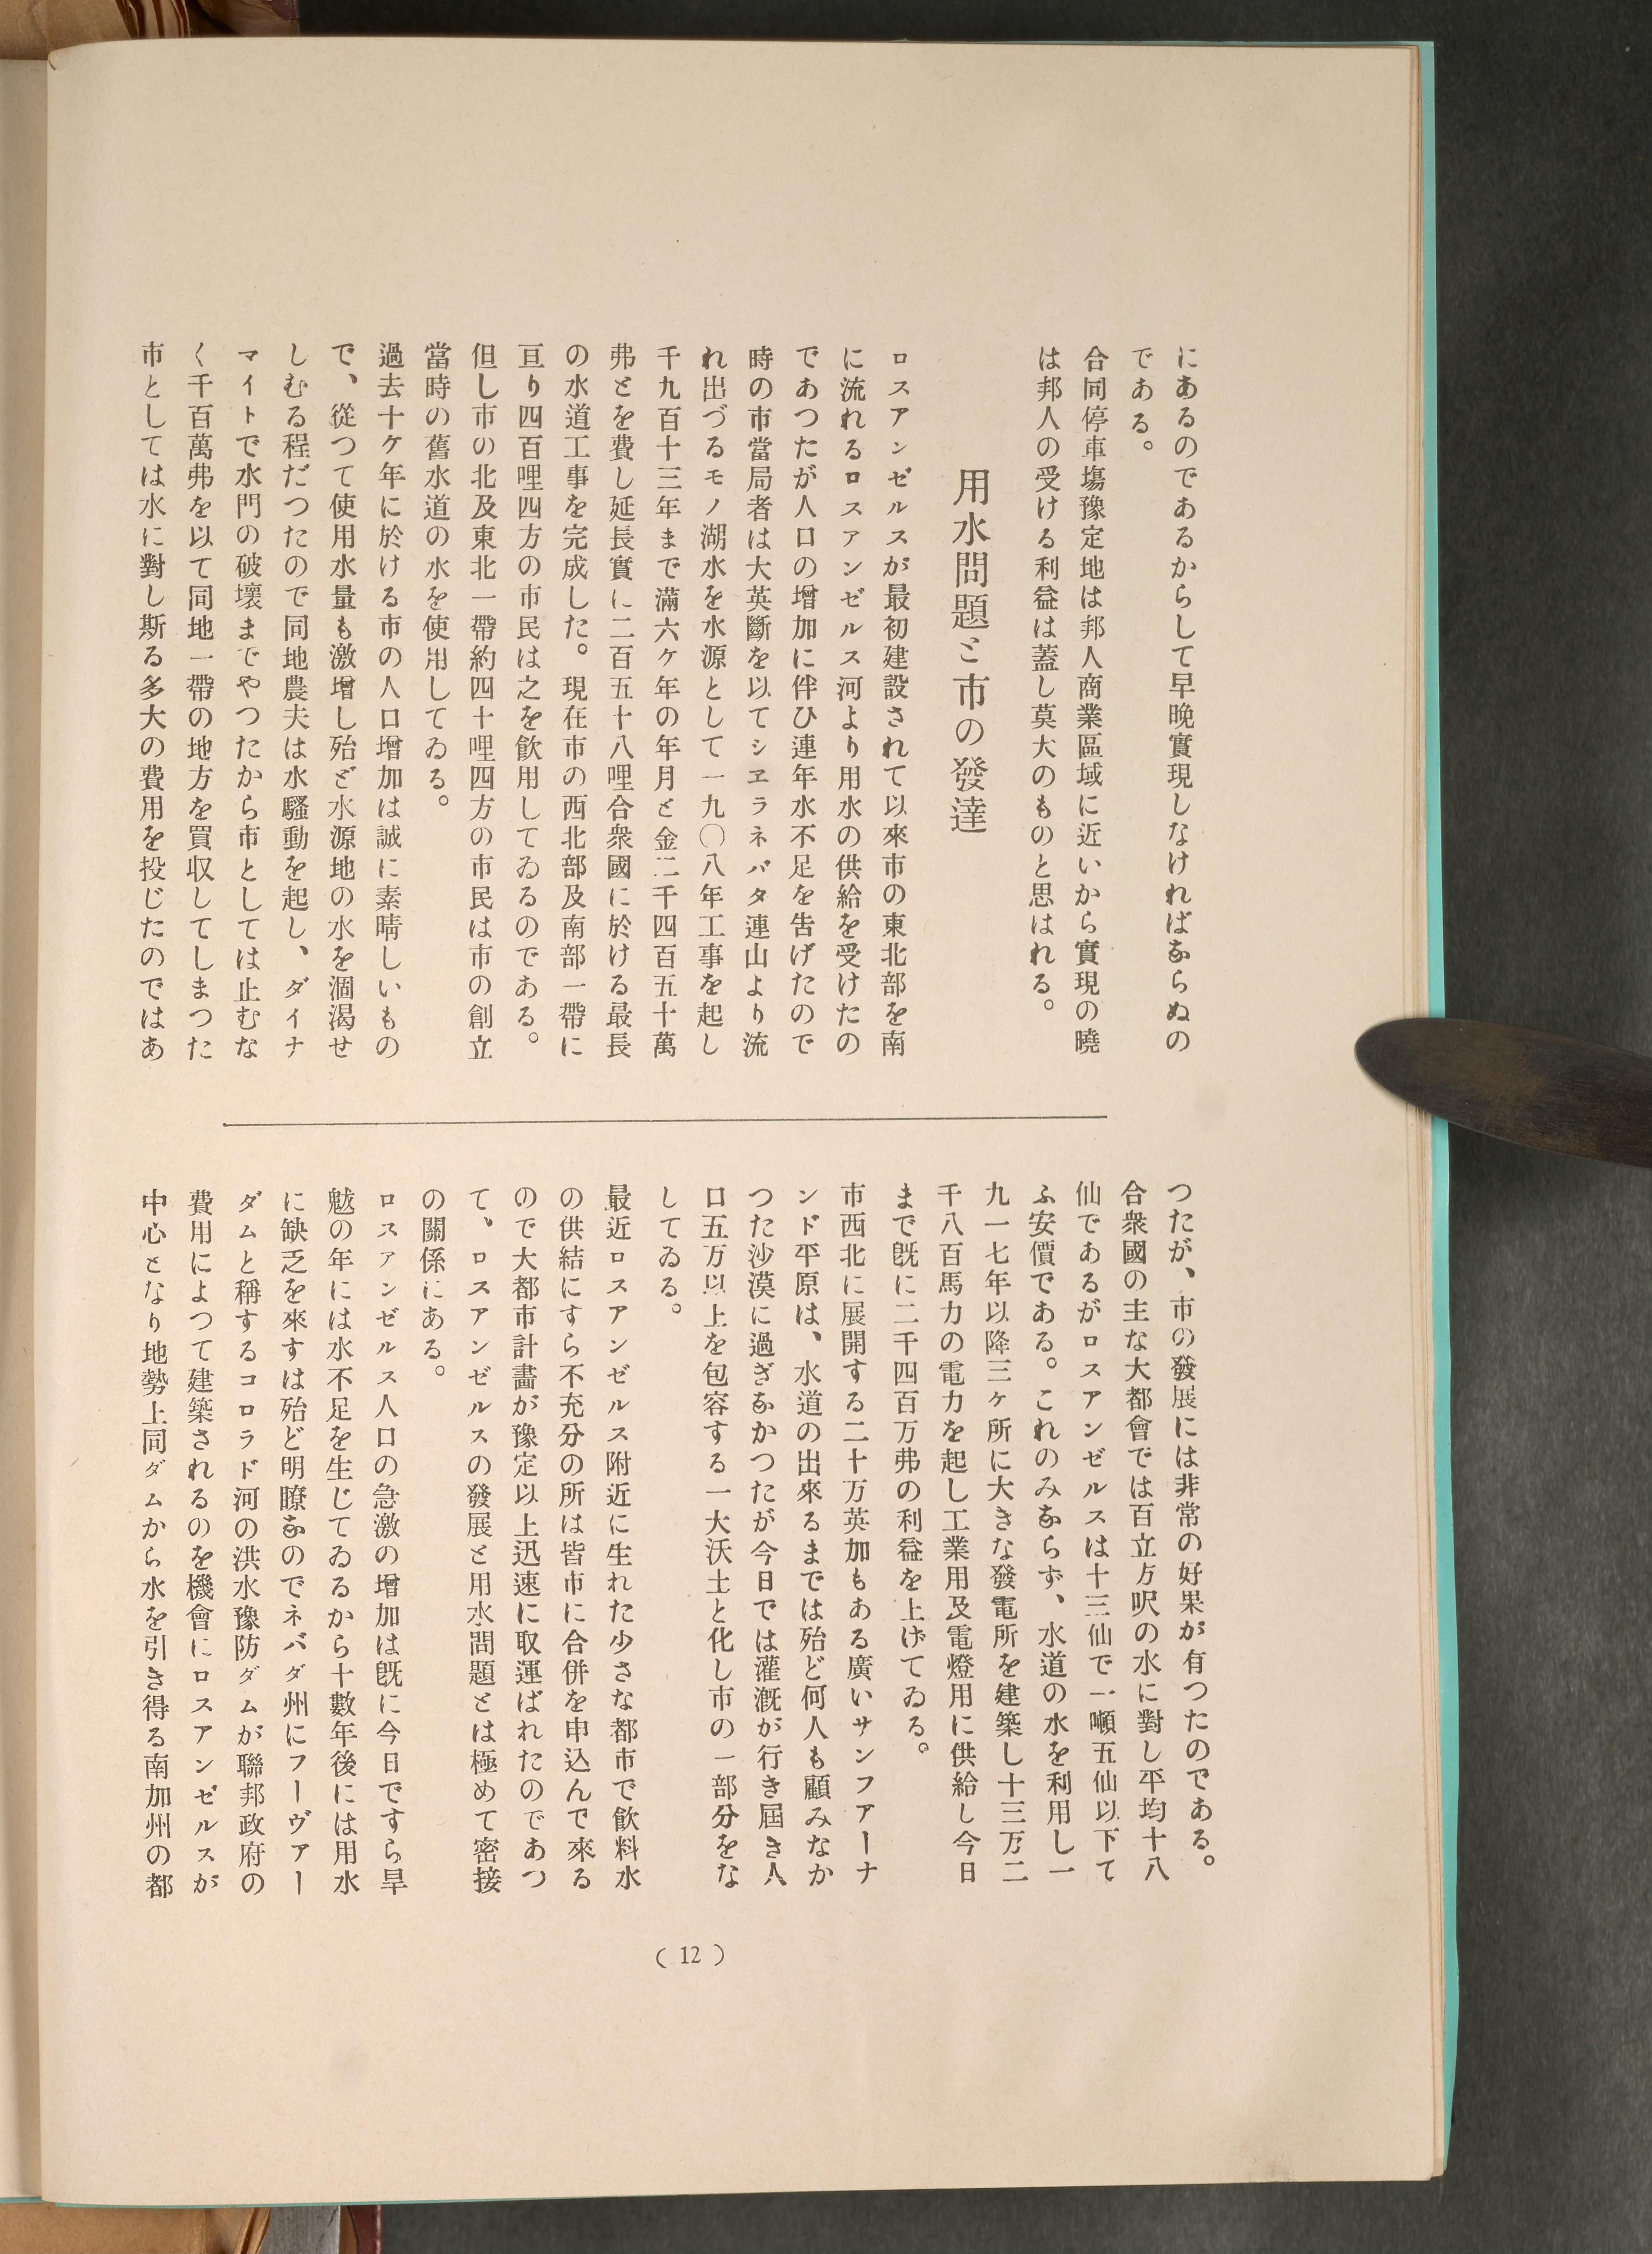 にあるのであるからして早晩實現しなければならぬの
である。
合同停車塲豫定地は邦人商業區域に近いから實現の曉
は邦人の受ける利益は蓋し莫大のものと思はれる。
用水問題と市の發達
ロスアンゼルスが最初建設されて以來市の東北部を南
に流れるロスアンゼルス河より用水の供給を受けたの
であつたが人口の增加に伴ひ連年水不足を吿げたので
時の市當局者は大英斷を以てシヱラネバタ連山より流
れ出づるモノ湖水を水源として一九〇八年工事を起し
千九百十三年まで滿六ケ年の年月と金二千四百五十萬
弗とを費し延長實に二百五十八哩合衆國に於ける最長
の水道工事を完成した。現在市の西北部及南部一帶に
亘り四百哩四方の市民は之を飮用してゐるのである。
但し市の北及東北一帶約四十哩四方の市民は市の創立
當時の舊水道の水を使用してゐる。
過去十ケ年に於ける市の人口增加は誠に素晴しいもの
で、從つて使用水量も激增し殆ど水源地の水を涸渴せ
しむる程だつたので同地農夫は水騷動を起し、ダイナ
マイトで水門の破壞までやつたから市としては止むな
く千百萬弗を以て同地一帶の地方を買収してしまつた
市としては水に對し斯る多大の費用を投じたのではあ
つたが、市の發展には非常の好果が有つたのである。
合衆國の主な大都會では百立方呎の水に對し平均十八
仙であるがロスアンゼルスは十三仙で一噸五仙以下て
ふ安價である。これのみならず、水道の水を利用し一
九一七年以降三ケ所に大きな發電所を建築し十三万二
千八百馬力の電力を起し工業用及電燈用に供給し今日
まで旣に二千四百万弗の利益を上げてゐる。
市西北に展開する二十万英加もある廣いサンフアーナ
ンド平原は、水道の出來るまでは殆ど何人も顧みなか
つた沙漠に過ぎなかつたが今日では灌漑が行き屆き人
口五万以上を包容する一大沃土と化し市の一部分をな
してゐる。
最近ロスアンゼルス附近に生れた少さな都市で飮料水
の供結にすら不充分の所は皆市に合併を申込んで來る
ので大都市計畵が豫定以上迅速に取運ばれたのであつ
て、ロスアンゼルスの發展と用水問題とは極めて密接
の關係にある。
ロスアンゼルス人口の急激の增加は旣に今日ですら旱
魃の年には水不足を生じてゐるから十數年後には用水
に缺乏を來すは殆ど明瞭なのでネバダ州にフーヴアー
ダムと稱するコロラド河の洪水豫防ダムが聯邦政府の
費用によつて建築されるのを機會にロスアンゼルスが
中心となり地勢上同ダムから水を引き得る南加州の都
( 12 )